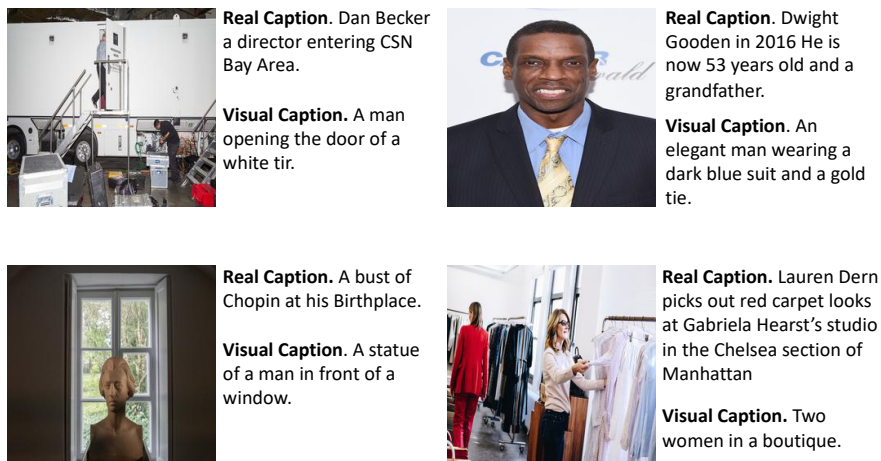 Real Caption. Dan Becker
a director entering CSN
Bay Area.
Visual Caption. A man
opening the door of a
white tir.
Real Caption. Dwight
Gooden in 2016 He is
now 53 years old and a
grandfather.
Visual Caption. An
elegant man wearing a
dark blue suit and a gold
tie.
Real Caption. A bust of
Chopin at his Birthplace.
Visual Caption. A statue
of a man in front of a
window.
Real Caption. Lauren Dern
picks out red carpet looks
at Gabriela Hearst’s studio
in the Chelsea section of
Manhattan
Visual Caption. Two
women in a boutique.